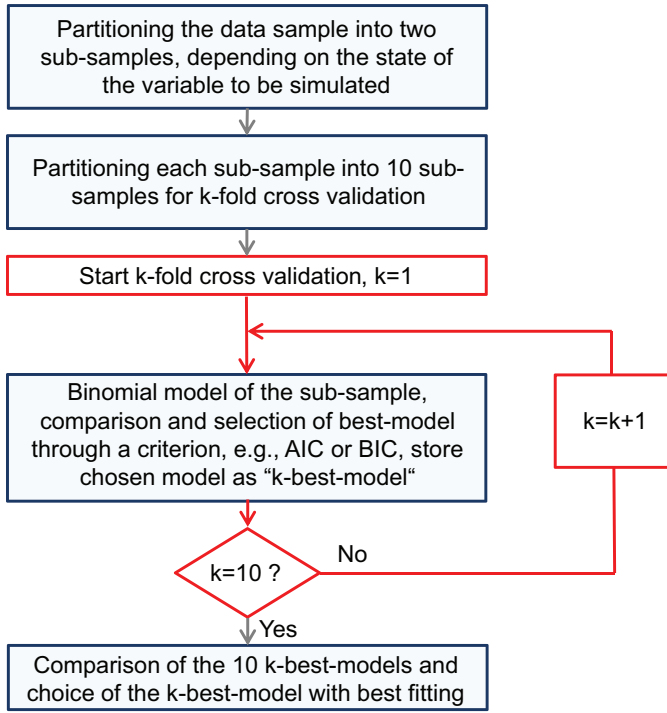 Partitioning the data sample into two
sub-samples, depending on the state of
the variable to be simulated
Partitioning each sub-sample into 10 sub-
samples for k-fold cross validation
Start k-fold cross validation, k=1
Binomial model of the sub-sample,
comparison and selection of best-model
through a criterion, e.g., AIC or BIC, store
chosen model as “k-best-model“
k=k+1
k=10 ?
No
Yes
Comparison of the 10 k-best-models and
choice of the k-best-model with best fitting